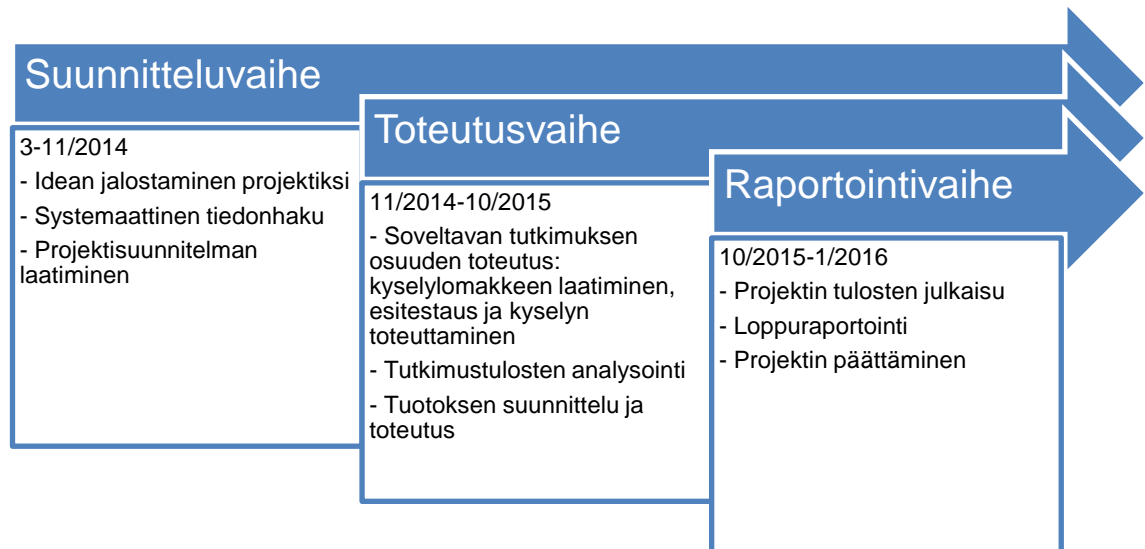 Suunnitteluvaihe
3-11/2014
- Idean jalostaminen projektiksi
- Systemaattinen tiedonhaku
- Projektisuunnitelman
laatiminen
Toteutusvaihe
11/2014-10/2015
- Soveltavan tutkimuksen
osuuden toteutus:
kyselylomakkeen laatiminen,
esitestaus ja kyselyn
toteuttaminen
- Tutkimustulosten analysointi
- Tuotoksen suunnittelu ja
toteutus
Raportointivaihe
10/2015-1/2016
- Projektin tulosten julkaisu
- Loppuraportointi
- Projektin päättäminen